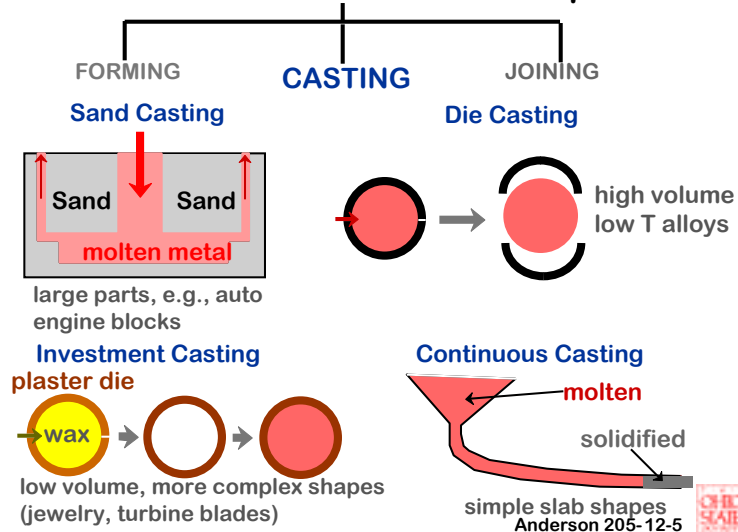 FORMING
CASTING
JOINING
Sand Casting
Die Casting
Sand
Sand
molten metal
high volume
low T alloys
large parts, e.g., auto
engine blocks
Investment Casting
plaster die
wax
low volume, more complex shapes
(jewelry, turbine blades)
Continuous Casting
molten
solidified
simple slab shapes
Anderson 205-12-5